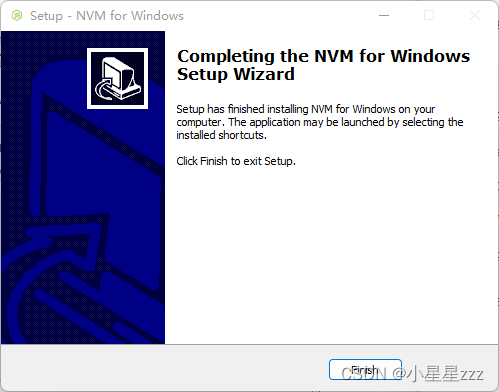 Setup - NVM for Windows
Completing the NVM for Windows
Setup Wizard
Setup has finished installing NVM for Windows on your
computer. The application may be launched by selecting the
installed shortcuts.
Click Finish to exit Setup.
Finish
CSDN @小星星zzz